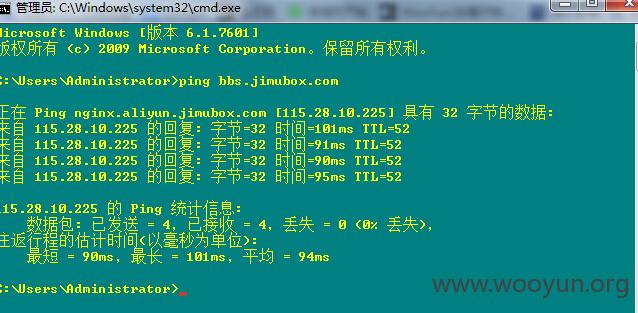 管理员: C:\Windows\system32\cmd.exe
Microsoft Windows [版本 6.1.7601]
版权所有 (c) 2009 Microsoft Corporation。保留所有权利。
C:\Users\Administrator>ping bbs.jimubox.com
正在 Ping nginx.aliyun.jimubox.com [115.28.10.225] 具有 32 字节的数据:
来自 115.28.10.225 的回复: 字节=32 时间=101ms TTL=52
来自 115.28.10.225 的回复: 字节=32 时间=91ms TTL=52
来自 115.28.10.225 的回复: 字节=32 时间=90ms TTL=52
来自 115.28.10.225 的回复: 字节=32 时间=95ms TTL=52
115.28.10.225 的 Ping 统计信息:
数据包: 已发送 = 4，已接收 = 4，丢失 = 0 (0% 丢失)，
往返行程的估计时间(以毫秒为单位):
最短 = 90ms，最长 = 101ms，平均 = 94ms
C:\Users\Administrator>
www.wooyun.org